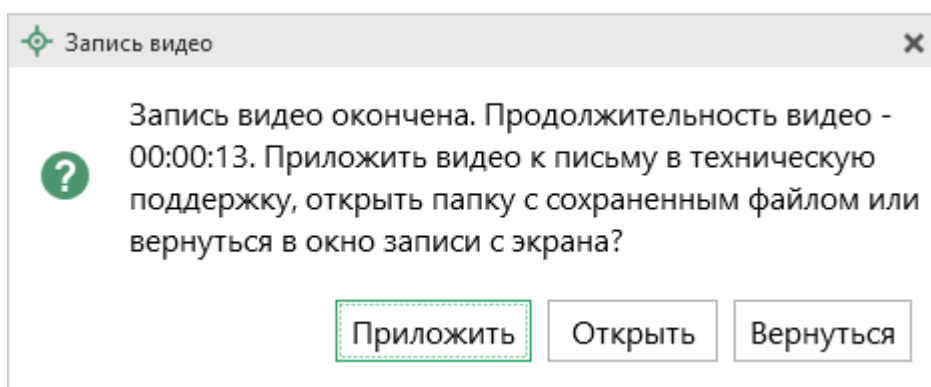 Запись видео
Запись видео окончена. Продолжительность видео -
00:00:13. Приложить видео к письму в техническую
поддержку, открыть папку с сохраненным файлом или
вернуться в окно записи с экрана?
Приложить Открыть Вернуться